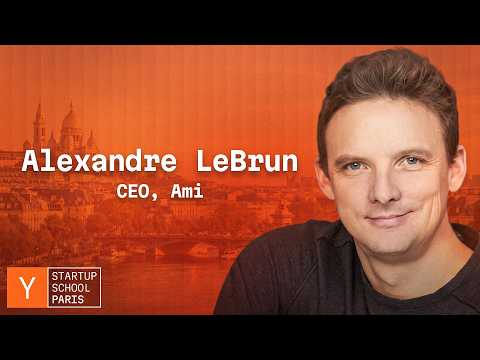 Alexandre LeBrun
CEO, Ami
Y
STARTUP
SCHOOL
PARIS